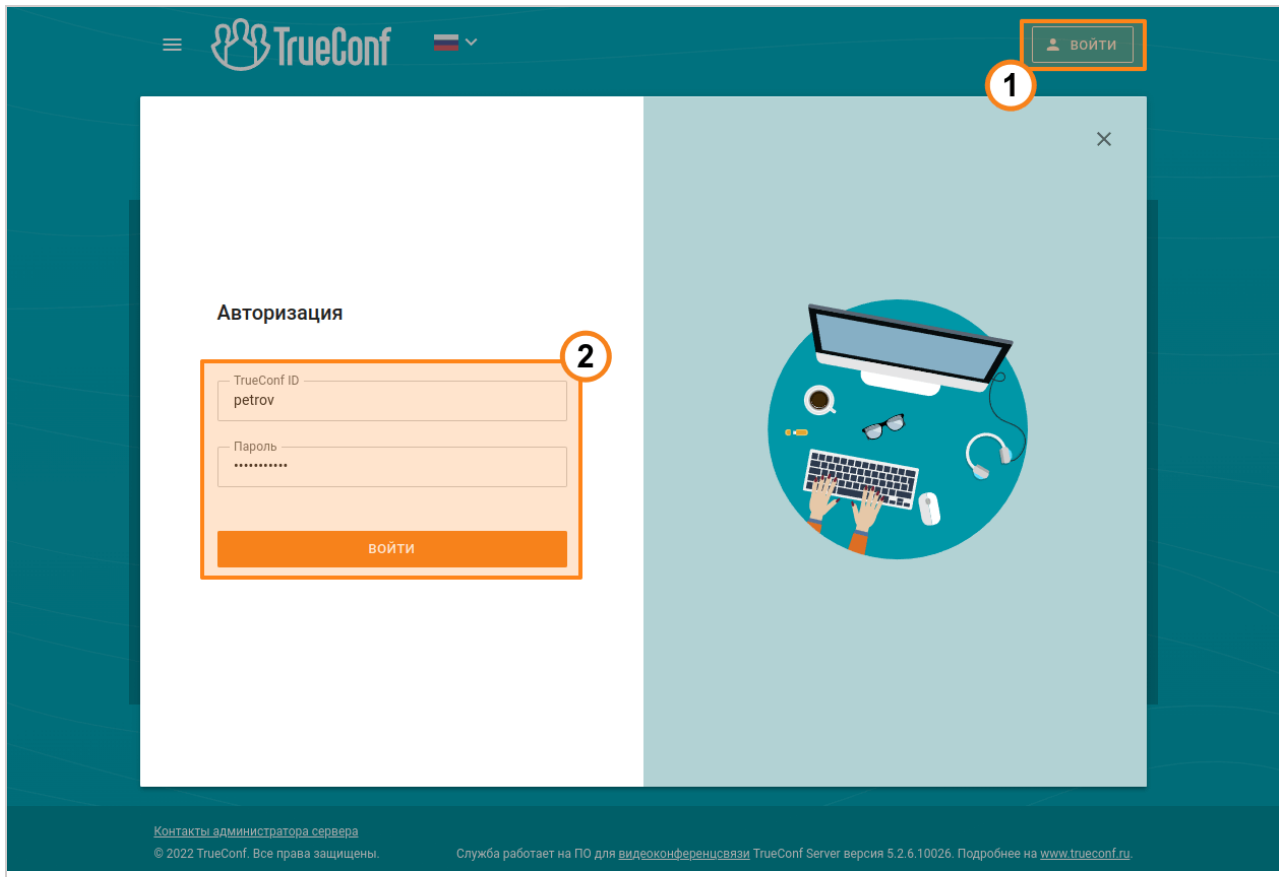 TrueConf
ВОЙТИ
1
Авторизация
2
TrueConf ID
petrov
Пароль
•••••••••••
ВОЙТИ
Контакты администратора сервера
© 2022 TrueConf. Все права защищены.
Служба работает на ПО для видеоконференцсвязи TrueConf Server версия 5.2.6.10026. Подробнее на www.trueconf.ru.